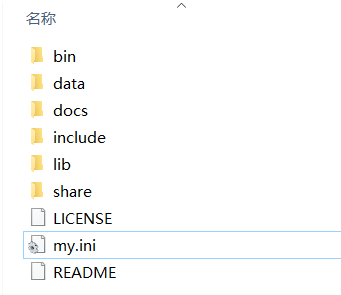 名称
bin
data
docs
include
lib
share
LICENSE
my.ini
README